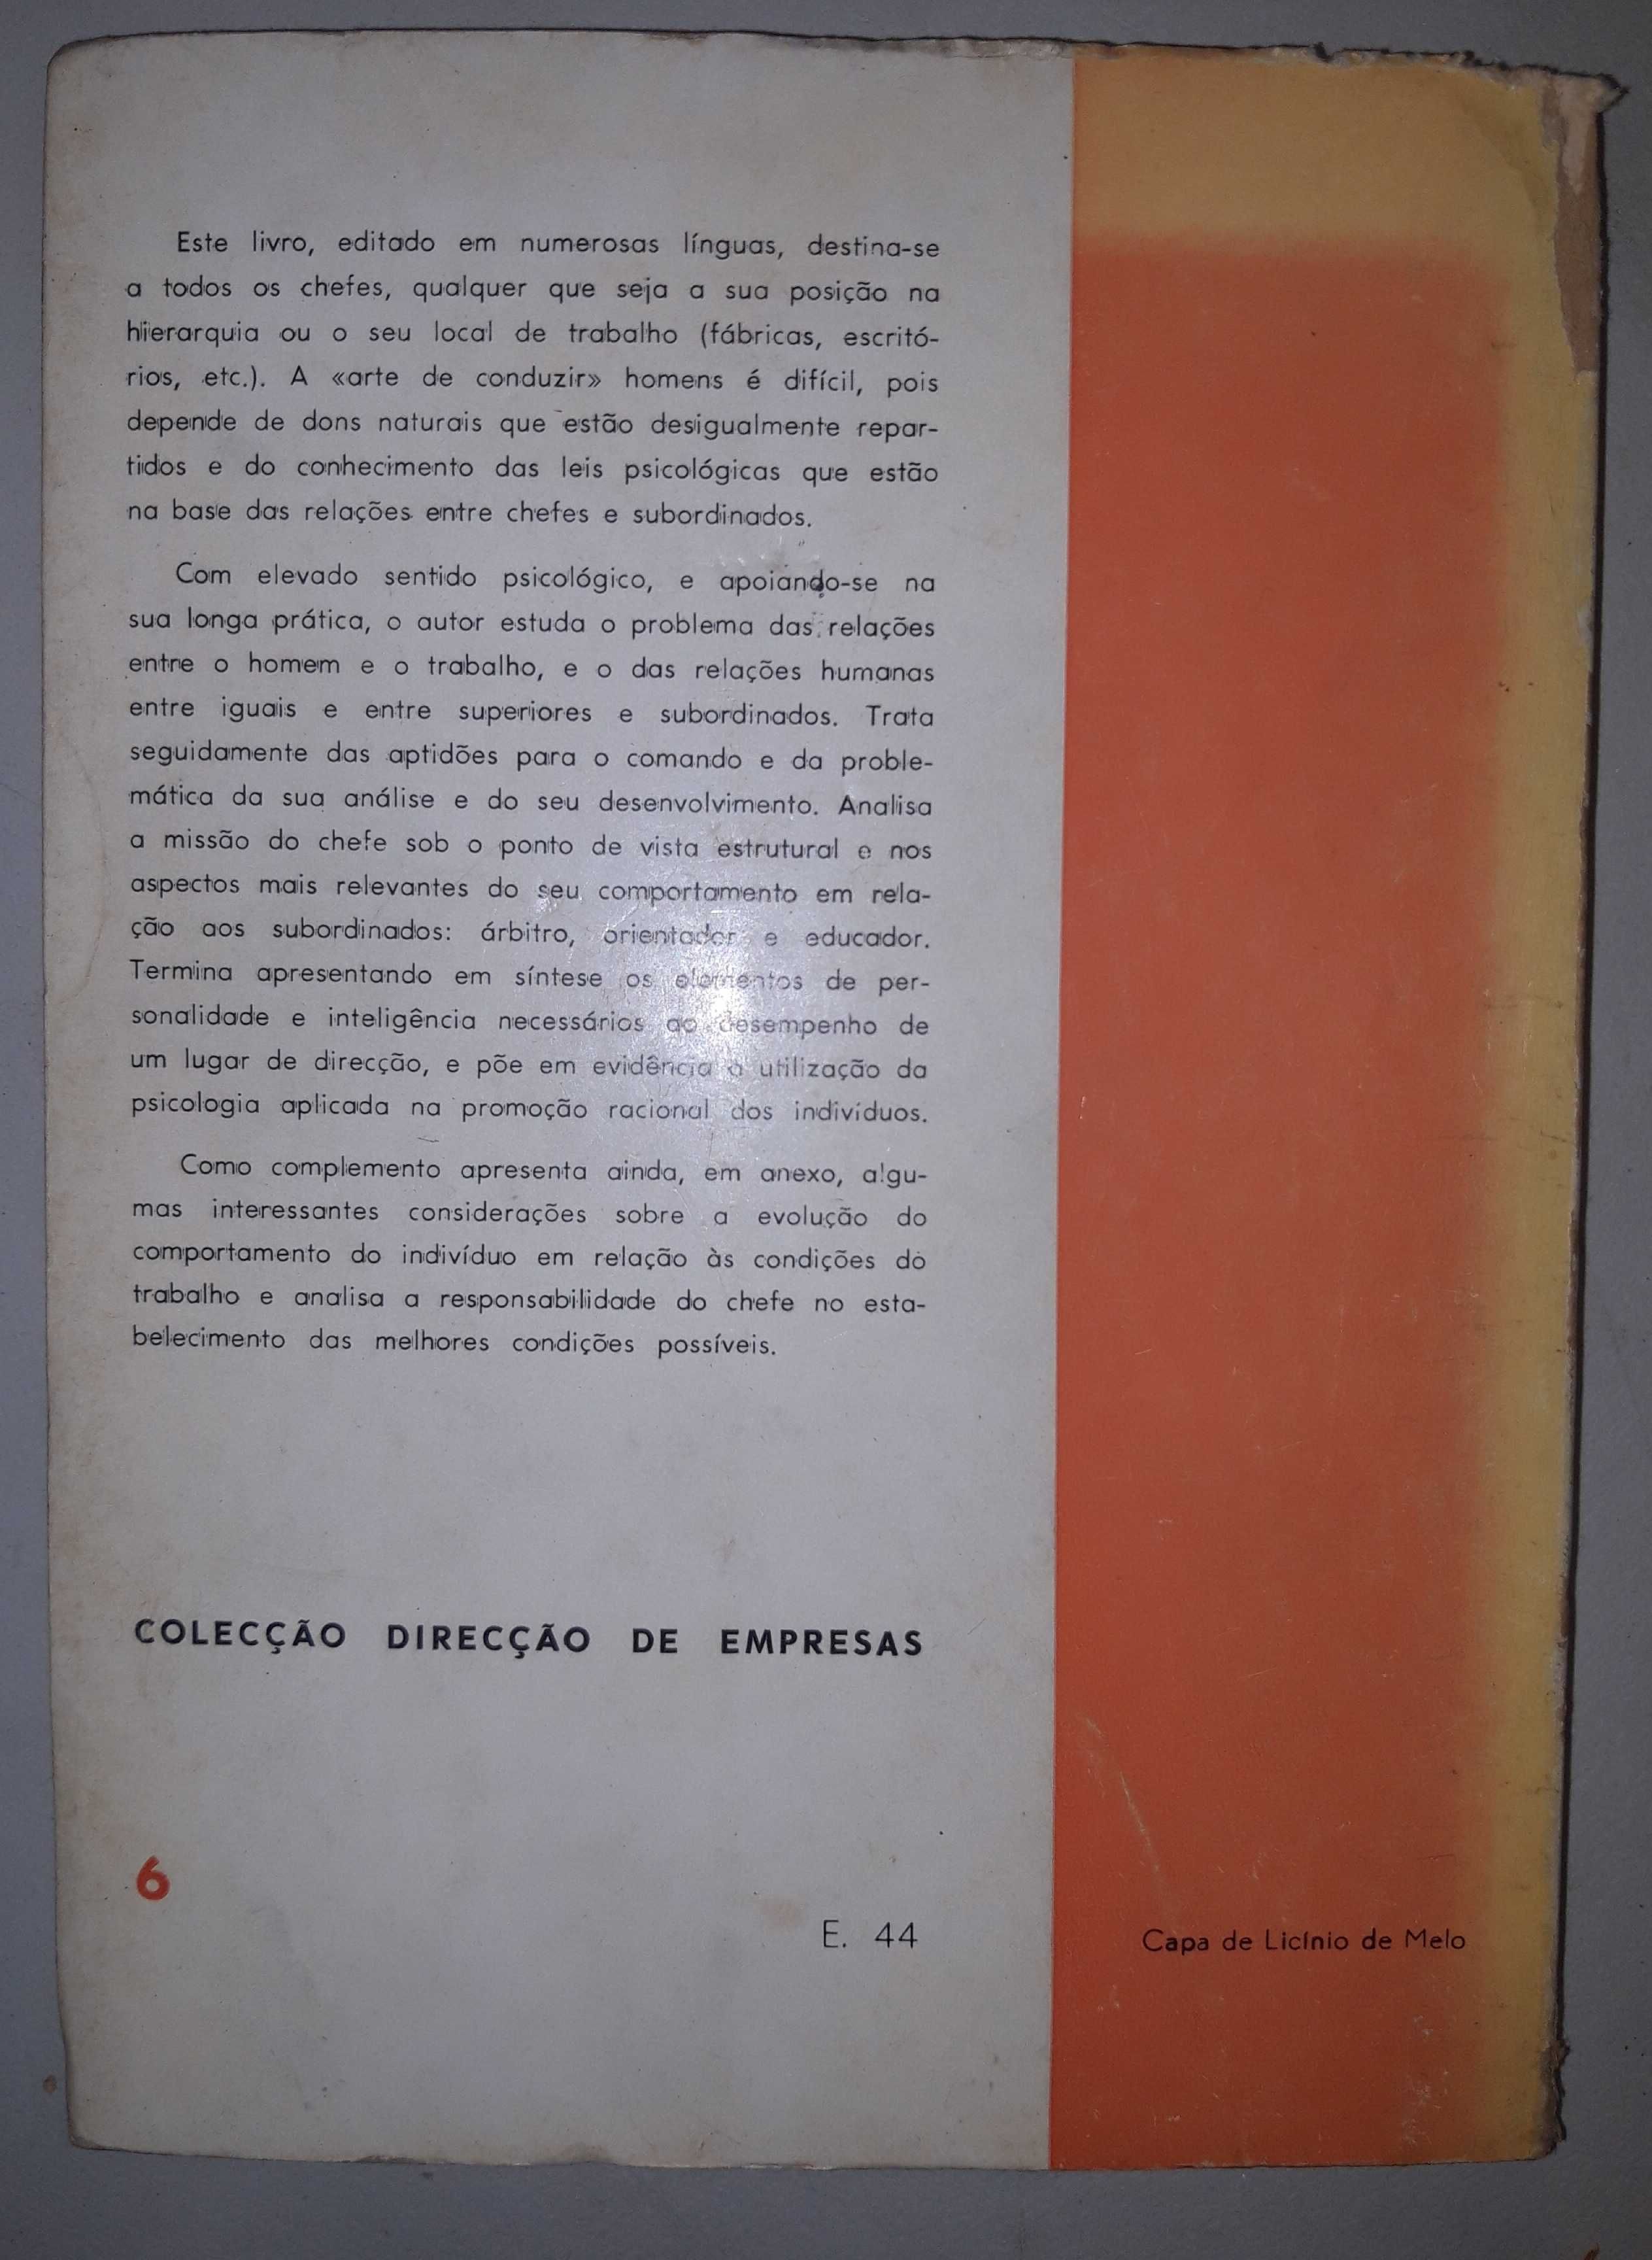 Este livro, editado em numerosas línguas, destina-se
a todos os chefes, qualquer que seja a sua posição na
hierarquia ou o seu local de trabalho (fábricas, escritó-
rios, etc.). A «arte de conduzir» homens é difícil, pois
depende de dons naturais que estão desigualmente repar-
tidos e do conhecimento das leis psicológicas que estão
na base das relações entre chefes e subordinados.
Com elevado sentido psicológico, e apoiando-se na
sua longa prática, o autor estuda o problema das relações
entre o homem e o trabalho, e o das relações humanas
entre iguais e entre superiores e subordinados. Trata
seguidamente das aptidões para o comando e da proble-
mática da sua análise e do seu desenvolvimento. Analisa
a missão do chefe sob o ponto de vista estrutural e nos
aspectos mais relevantes do seu comportamento em rela-
ção aos subordinados: árbitro, orientador e educador.
Termina apresentando em síntese os elementos de per-
sonalidade e inteligência necessários ao desempenho de
um lugar de direcção, e põe em evidência a utilização da
psicologia aplicada na promoção racional dos indivíduos.
Como complemento apresenta ainda, em anexo, algu-
mas interessantes considerações sobre a evolução do
comportamento do indivíduo em relação às condições do
trabalho e analisa a responsabilidade do chefe no esta-
belecimento das melhores condições possíveis.
COLECÇÃO DIRECÇÃO DE EMPRESAS
6
E. 44
Capa de Licínio de Melo